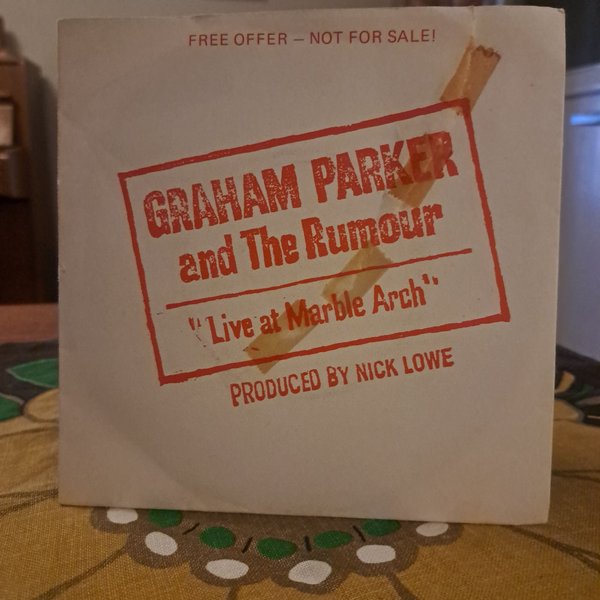 FREE OFFER – NOT FOR SALE!
GRAHAM PARKER
and The Rumour
"Live at Marble Arch"
PRODUCED BY NICK LOWE